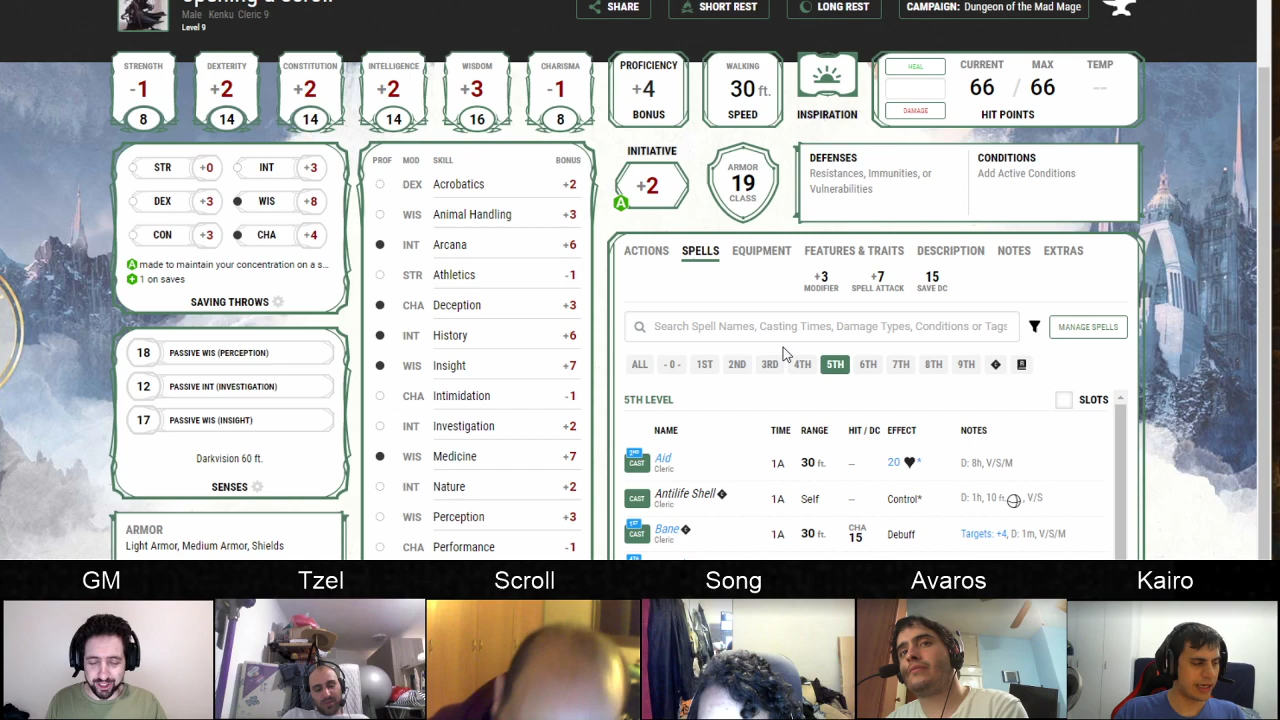 Male Kenku Cleric 9
Level 9
SHARE
SHORT REST
LONG REST
CAMPAIGN: Dungeon of the Mad Mage
STRENGTH
-1
8
DEXTERITY
+2
14
CONSTITUTION
+2
14
INTELLIGENCE
+2
14
WISDOM
+3
16
CHARISMA
-1
8
PROFICIENCY
+4
BONUS
WALKING
30 ft.
SPEED
INSPIRATION
HEAL
DAMAGE
CURRENT
66
/
MAX
66
TEMP
--
HIT POINTS
STR +0
INT +3
DEX +3
WIS +8
CON +3
CHA +4
A made to maintain your concentration on a s...
1 on saves
SAVING THROWS
18 PASSIVE WIS (PERCEPTION)
12 PASSIVE INT (INVESTIGATION)
17 PASSIVE WIS (INSIGHT)
Darkvision 60 ft.
SENSES
ARMOR
Light Armor, Medium Armor, Shields
PROF MOD SKILL BONUS
DEX Acrobatics +2
WIS Animal Handling +3
INT Arcana +6
STR Athletics -1
CHA Deception +3
INT History +6
WIS Insight +7
CHA Intimidation -1
INT Investigation +2
WIS Medicine +7
INT Nature +2
WIS Perception +3
CHA Performance -1
INITIATIVE
+2
A
ARMOR
19
CLASS
DEFENSES
Resistances, Immunities, or
Vulnerabilities
CONDITIONS
Add Active Conditions
ACTIONS SPELLS EQUIPMENT FEATURES & TRAITS DESCRIPTION NOTES EXTRAS
+3
MODIFIER
+7
SPELL ATTACK
15
SAVE DC
Search Spell Names, Casting Times, Damage Types, Conditions or Tags
MANAGE SPELLS
ALL - 0 - 1ST 2ND 3RD 4TH 5TH 6TH 7TH 8TH 9TH
5TH LEVEL
SLOTS
NAME TIME RANGE HIT / DC EFFECT NOTES
2ND
CAST
Aid
Cleric
1A 30 ft. -- 20 * D: 8h, V/S/M
CAST
Antilife Shell
Cleric
1A Self -- Control* D: 1h, 10 ft. , V/S
1ST
CAST
Bane
Cleric
1A 30 ft. CHA 15 Debuff Targets: +4, D: 1m, V/S/M
GM
Tzel
Scroll
Song
Avaros
Kairo